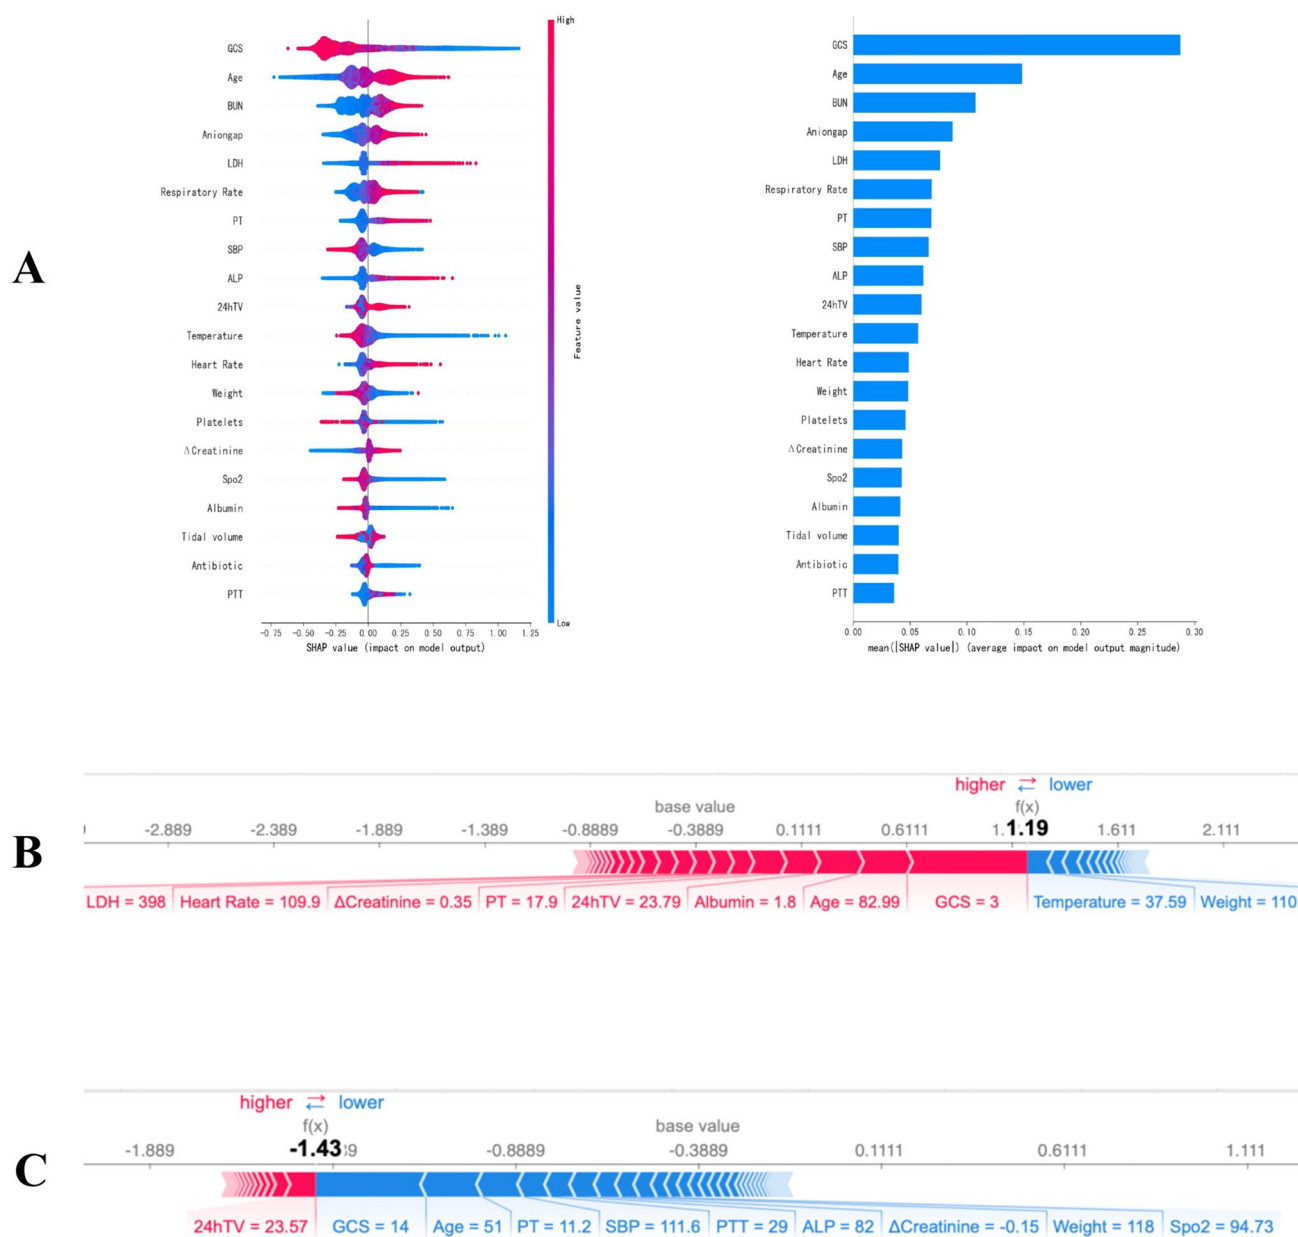 A
High
GCS
Age
BUN
Aniongap
LDH
Respiratory Rate
PT
SBP
ALP
24hTV
Temperature
Heart Rate
Weight
Platelets
ΔCreatinine
Spo2
Albumin
Tidal volume
Antibiotic
PTT
Low
Feature value
-0.75 -0.50 -0.25 0.00 0.25 0.50 0.75 1.00 1.25
SHAP value (impact on model output)
GCS
Age
BUN
Aniongap
LDH
Respiratory Rate
PT
SBP
ALP
24hTV
Temperature
Heart Rate
Weight
Platelets
ΔCreatinine
Spo2
Albumin
Tidal volume
Antibiotic
PTT
0.00 0.05 0.10 0.15 0.20 0.25 0.30
mean(|SHAP value|) (average impact on model output magnitude)
B
higher ⇄ lower
base value f(x)
-2.889 -2.389 -1.889 -1.389 -0.8889 -0.3889 0.1111 0.6111 1.19 1.611 2.111
LDH = 398 Heart Rate = 109.9 ΔCreatinine = 0.35 PT = 17.9 24hTV = 23.79 Albumin = 1.8 Age = 82.99 GCS = 3 Temperature = 37.59 Weight = 110
C
higher ⇄ lower
f(x) base value
-1.889 -1.43 -0.8889 -0.3889 0.1111 0.6111 1.111
24hTV = 23.57 GCS = 14 Age = 51 PT = 11.2 SBP = 111.6 PTT = 29 ALP = 82 ΔCreatinine = -0.15 Weight = 118 Spo2 = 94.73